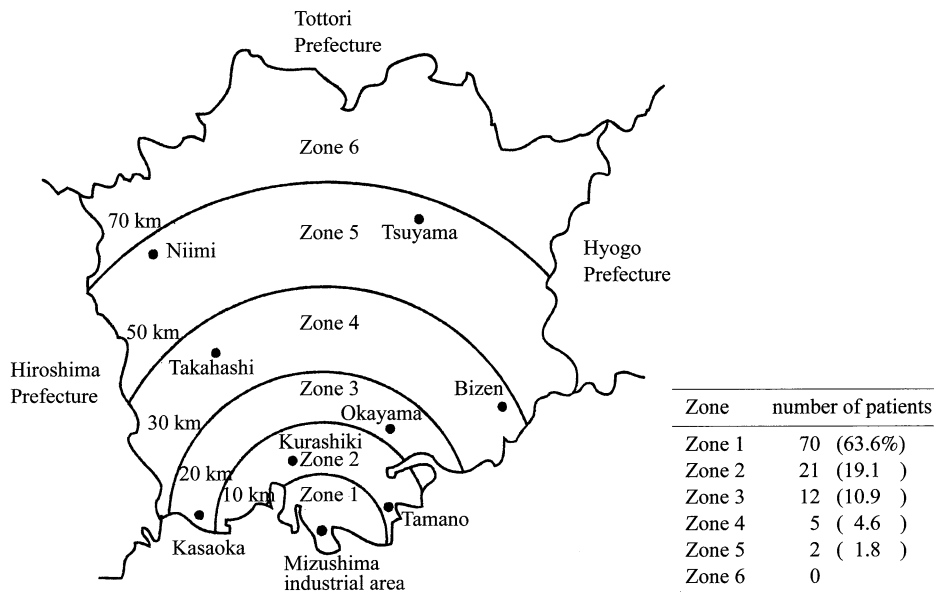 Tottori
Prefecture
Zone 6
70 km
Zone 5
Tsuyama
Niimi
Hyogo
Prefecture
50 km
Zone 4
Takahashi
Hiroshima
Prefecture
Zone 3
Bizen
30 km
Okayama
Kurashiki
Zone 2
20 km
10 km
Zone 1
Tamano
Kasaoka
Mizushima
industrial area
Zone number of patients
Zone 1 70 (63.6%)
Zone 2 21 (19.1 )
Zone 3 12 (10.9 )
Zone 4 5 ( 4.6 )
Zone 5 2 ( 1.8 )
Zone 6 0